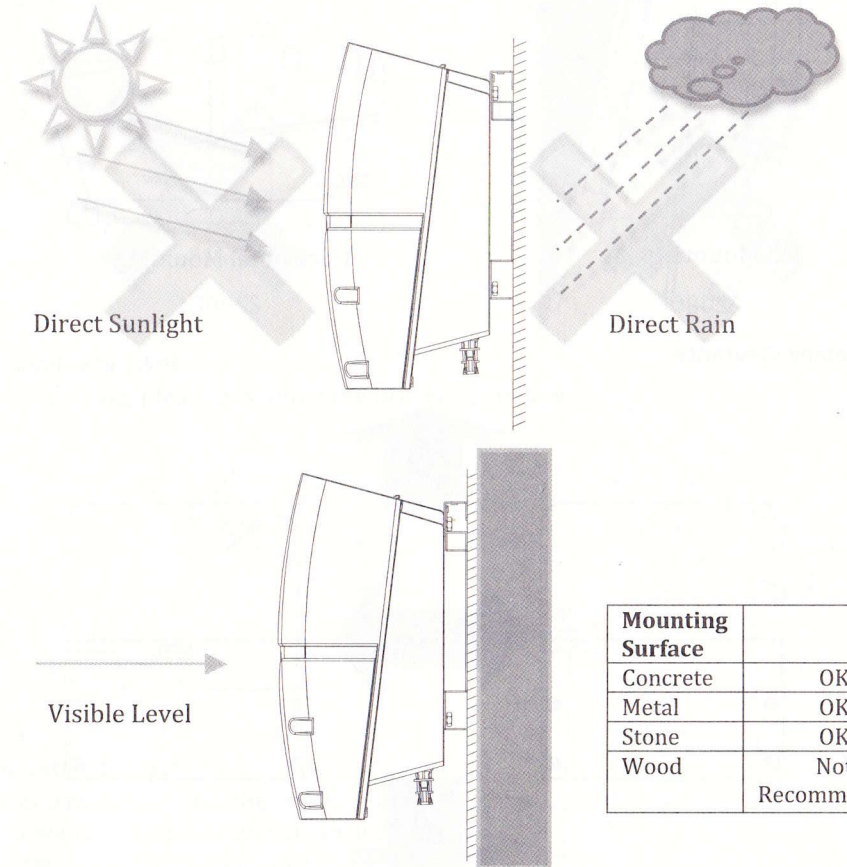 Direct Sunlight
Direct Rain
Visible Level
Mounting
Surface
Concrete OK
Metal OK
Stone OK
Wood Not
Recomm